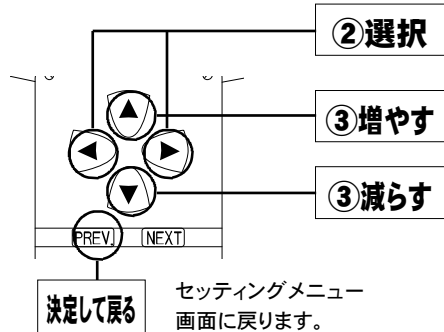 ②選択
③増やす
③減らす
PREV.
NEXT
決定して戻る
セッティングメニュー
画面に戻ります。